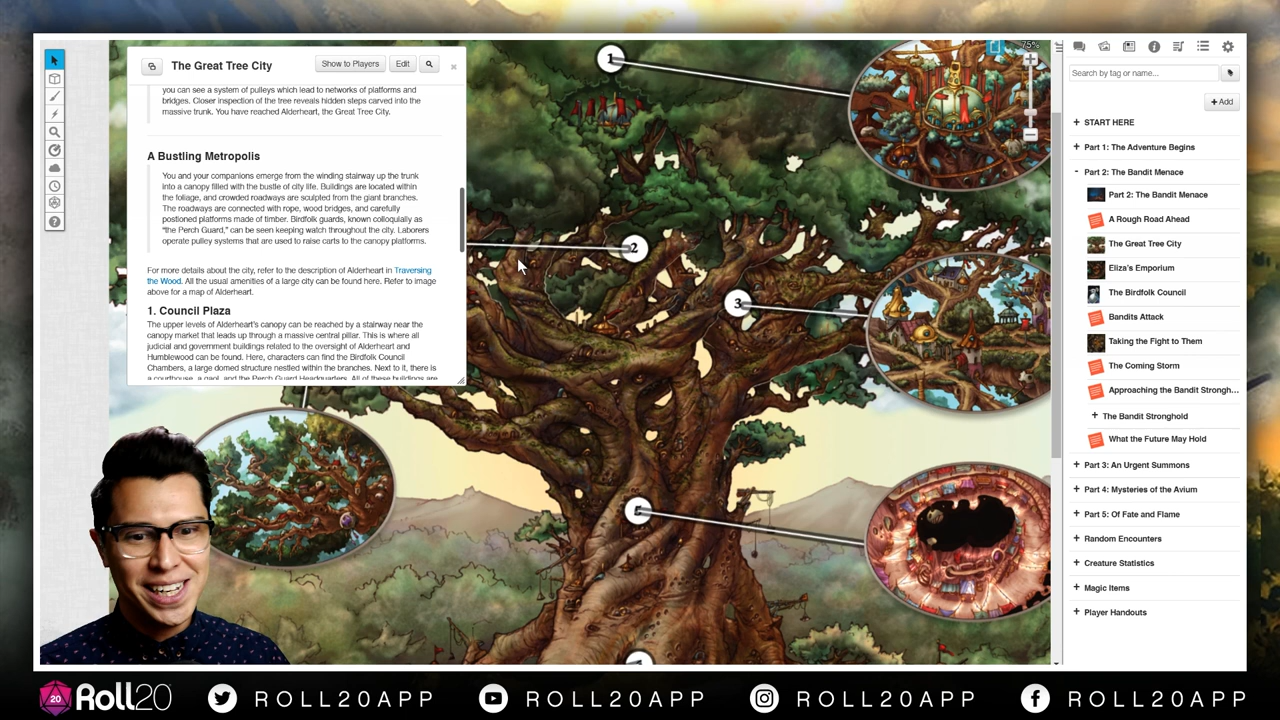 The Great Tree City
Show to Players
Edit
you can see a system of pulleys which lead to networks of platforms and
bridges. Closer inspection of the tree reveals hidden steps carved into the
massive trunk. You have reached Alderheart, the Great Tree City.
A Bustling Metropolis
You and your companions emerge from the winding stairway up the trunk
into a canopy filled with the bustle of city life. Buildings are located within
the foliage, and crowded roadways are sculpted from the giant branches.
The roadways are connected with rope, wood bridges, and carefully
postioned platforms made of timber. Birdfolk guards, known colloquially as
"the Perch Guard," can be seen keeping watch throughout the city. Laborers
operate pulley systems that are used to raise carts to the canopy platforms.
For more details about the city, refer to the description of Alderheart in Traversing
the Wood. All the usual amenities of a large city can be found here. Refer to image
above for a map of Alderheart.
1. Council Plaza
The upper levels of Alderheart's canopy can be reached by a stairway near the
canopy market that leads up through a massive central pillar. This is where all
judicial and government buildings related to the oversight of Alderheart and
Humblewood can be found. Here, characters can find the Birdfolk Council
Chambers, a large domed structure nestled within the branches. Next to it, there is
a courthouse, a gaol, and the Perch Guard Headquarters. All of these buildings are
1
2
3
5
75%
Search by tag or name...
+ Add
+ START HERE
+ Part 1: The Adventure Begins
- Part 2: The Bandit Menace
Part 2: The Bandit Menace
A Rough Road Ahead
The Great Tree City
Eliza's Emporium
The Birdfolk Council
Bandits Attack
Taking the Fight to Them
The Coming Storm
Approaching the Bandit Strongh...
+ The Bandit Stronghold
What the Future May Hold
+ Part 3: An Urgent Summons
+ Part 4: Mysteries of the Avium
+ Part 5: Of Fate and Flame
+ Random Encounters
+ Creature Statistics
+ Magic Items
+ Player Handouts
20 Roll20
ROLL20APP
ROLL20APP
ROLL20APP
ROLL20APP